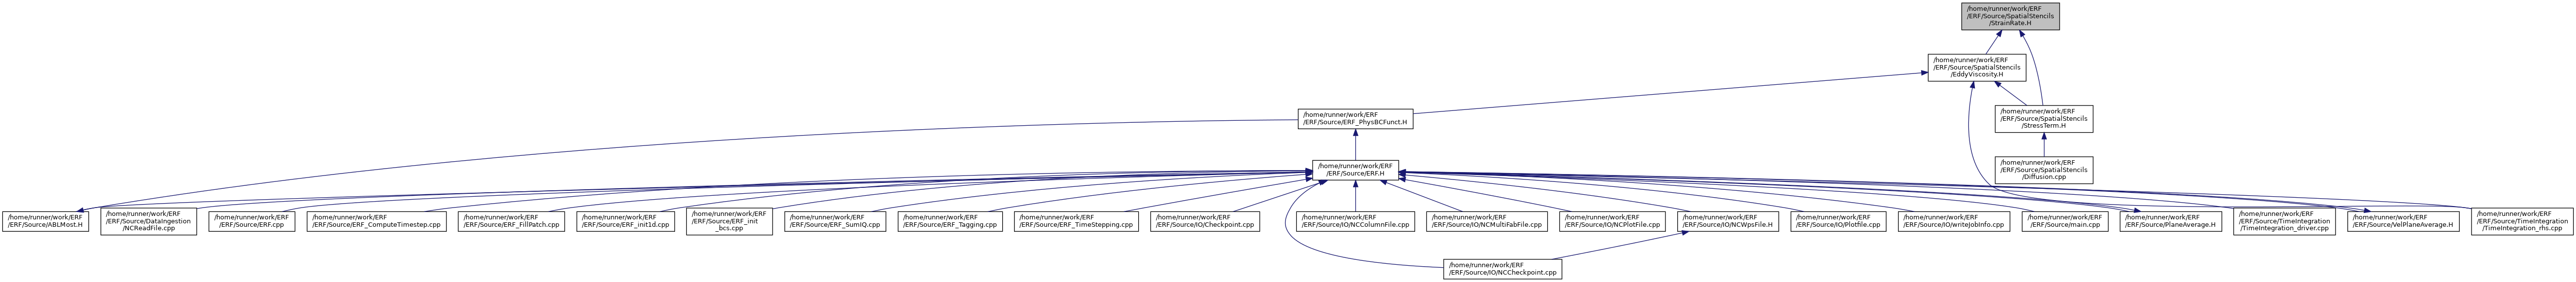 /home/runner/work/ERF
/ERF/Source/SpatialStencils
/StrainRate.H
/home/runner/work/ERF
/ERF/Source/SpatialStencils
/EddyViscosity.H
/home/runner/work/ERF
/ERF/Source/SpatialStencils
/StressTerm.H
/home/runner/work/ERF
/ERF/Source/ERF_PhysBCFunct.H
/home/runner/work/ERF
/ERF/Source/SpatialStencils
/Diffusion.cpp
/home/runner/work/ERF
/ERF/Source/ERF.H
/home/runner/work/ERF
/ERF/Source/ABLMost.H
/home/runner/work/ERF
/ERF/Source/DataIngestion
/NCReadFile.cpp
/home/runner/work/ERF
/ERF/Source/ERF.cpp
/home/runner/work/ERF
/ERF/Source/ERF_ComputeTimestep.cpp
/home/runner/work/ERF
/ERF/Source/ERF_FillPatch.cpp
/home/runner/work/ERF
/ERF/Source/ERF_init1d.cpp
/home/runner/work/ERF
/ERF/Source/ERF_init
_bcs.cpp
/home/runner/work/ERF
/ERF/Source/ERF_SumIQ.cpp
/home/runner/work/ERF
/ERF/Source/ERF_Tagging.cpp
/home/runner/work/ERF
/ERF/Source/ERF_TimeStepping.cpp
/home/runner/work/ERF
/ERF/Source/IO/Checkpoint.cpp
/home/runner/work/ERF
/ERF/Source/IO/NCColumnFile.cpp
/home/runner/work/ERF
/ERF/Source/IO/NCMultiFabFile.cpp
/home/runner/work/ERF
/ERF/Source/IO/NCPlotFile.cpp
/home/runner/work/ERF
/ERF/Source/IO/NCWpsFile.H
/home/runner/work/ERF
/ERF/Source/IO/Plotfile.cpp
/home/runner/work/ERF
/ERF/Source/IO/writeJobInfo.cpp
/home/runner/work/ERF
/ERF/Source/main.cpp
/home/runner/work/ERF
/ERF/Source/PlaneAverage.H
/home/runner/work/ERF
/ERF/Source/TimeIntegration
/TimeIntegration_driver.cpp
/home/runner/work/ERF
/ERF/Source/VelPlaneAverage.H
/home/runner/work/ERF
/ERF/Source/TimeIntegration
/TimeIntegration_rhs.cpp
/home/runner/work/ERF
/ERF/Source/IO/NCCheckpoint.cpp